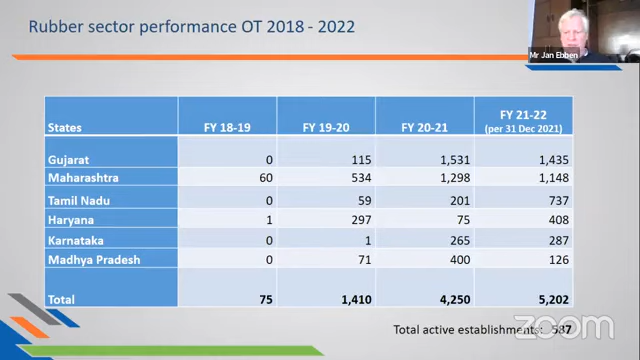 Rubber sector performance OT 2018 - 2022
Mr Jan Ebben
States FY 18-19 FY 19-20 FY 20-21 FY 21-22
(per 31 Dec 2021)
Gujarat 0 115 1,531 1,435
Maharashtra 60 534 1,298 1,148
Tamil Nadu 0 59 201 737
Haryana 1 297 75 408
Karnataka 0 1 265 287
Madhya Pradesh 0 71 400 126
Total 75 1,410 4,250 5,202
Total active establishments: 587
zoom